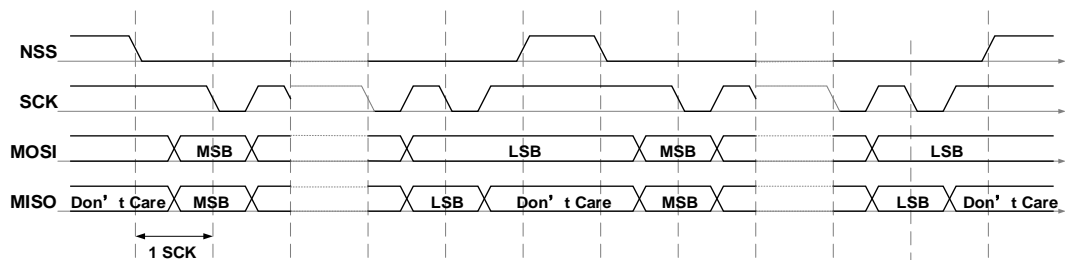 NSS
SCK
MOSI MSB LSB MSB LSB
MISO Don’t Care MSB LSB Don’t Care MSB LSB Don’t Care
1 SCK